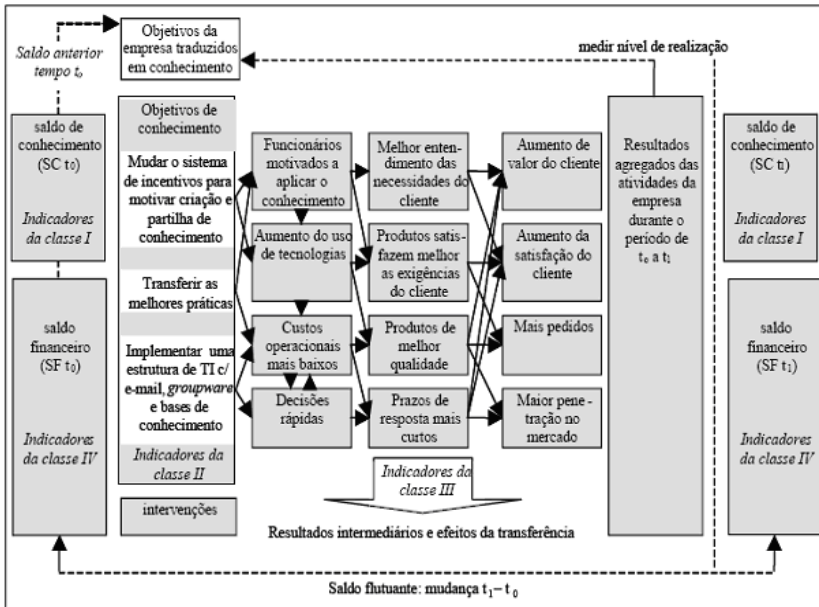 Saldo anterior
tempo t₀
Objetivos da
empresa traduzidos
em conhecimento
medir nível de realização
saldo de
conhecimento
(SC t₀)
Indicadores
da classe I
saldo
financeiro
(SF t₀)
Indicadores
da classe IV
Objetivos de
conhecimento
Mudar o sistema
de incentivos para
motivar criação e
partilha de
conhecimento
Transferir as
melhores práticas
Implementar uma
estrutura de TI c/
e-mail, groupware
e bases de
conhecimento
Indicadores da
classe II
intervenções
Funcionários
motivados a
aplicar o
conhecimento
Aumento do uso
de tecnologias
Custos
operacionais
mais baixos
Decisões
rápidas
Melhor enten-
dimento das
necessidades do
cliente
Produtos satis-
fazem melhor
as exigências
do cliente
Produtos de
melhor
qualidade
Prazos de
resposta mais
curtos
Aumento de
valor do cliente
Aumento da
satisfação do
cliente
Mais pedidos
Maior pene -
tração no
mercado
Indicadores da
classe III
Resultados intermediários e efeitos da transferência
Resultados
agregados das
atividades da
empresa
durante o
período de
t₀ a t₁
saldo de
conhecimento
(SC t₁)
Indicadores
da classe I
saldo
financeiro
(SF t₁)
Indicadores
da classe IV
Saldo flutuante: mudança t₁– t₀